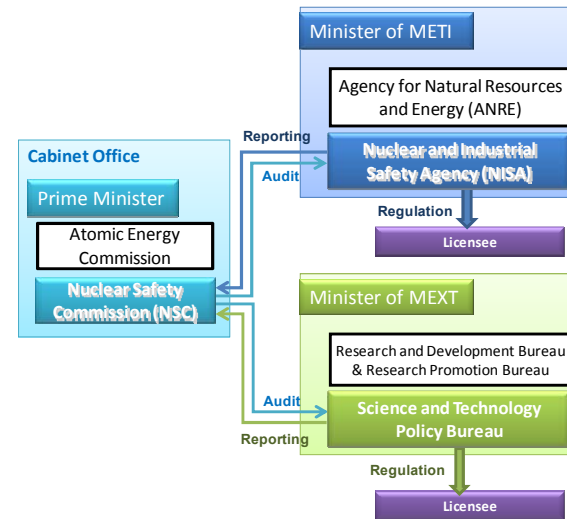 Minister of METI
Agency for Natural Resources
and Energy (ANRE)
Reporting
Nuclear and Industrial
Safety Agency (NISA)
Cabinet Office
Audit
Prime Minister
Regulation
Atomic Energy
Commission
Licensee
Nuclear Safety
Commission (NSC)
Minister of MEXT
Research and Development Bureau
& Research Promotion Bureau
Audit
Science and Technology
Policy Bureau
Reporting
Regulation
Licensee